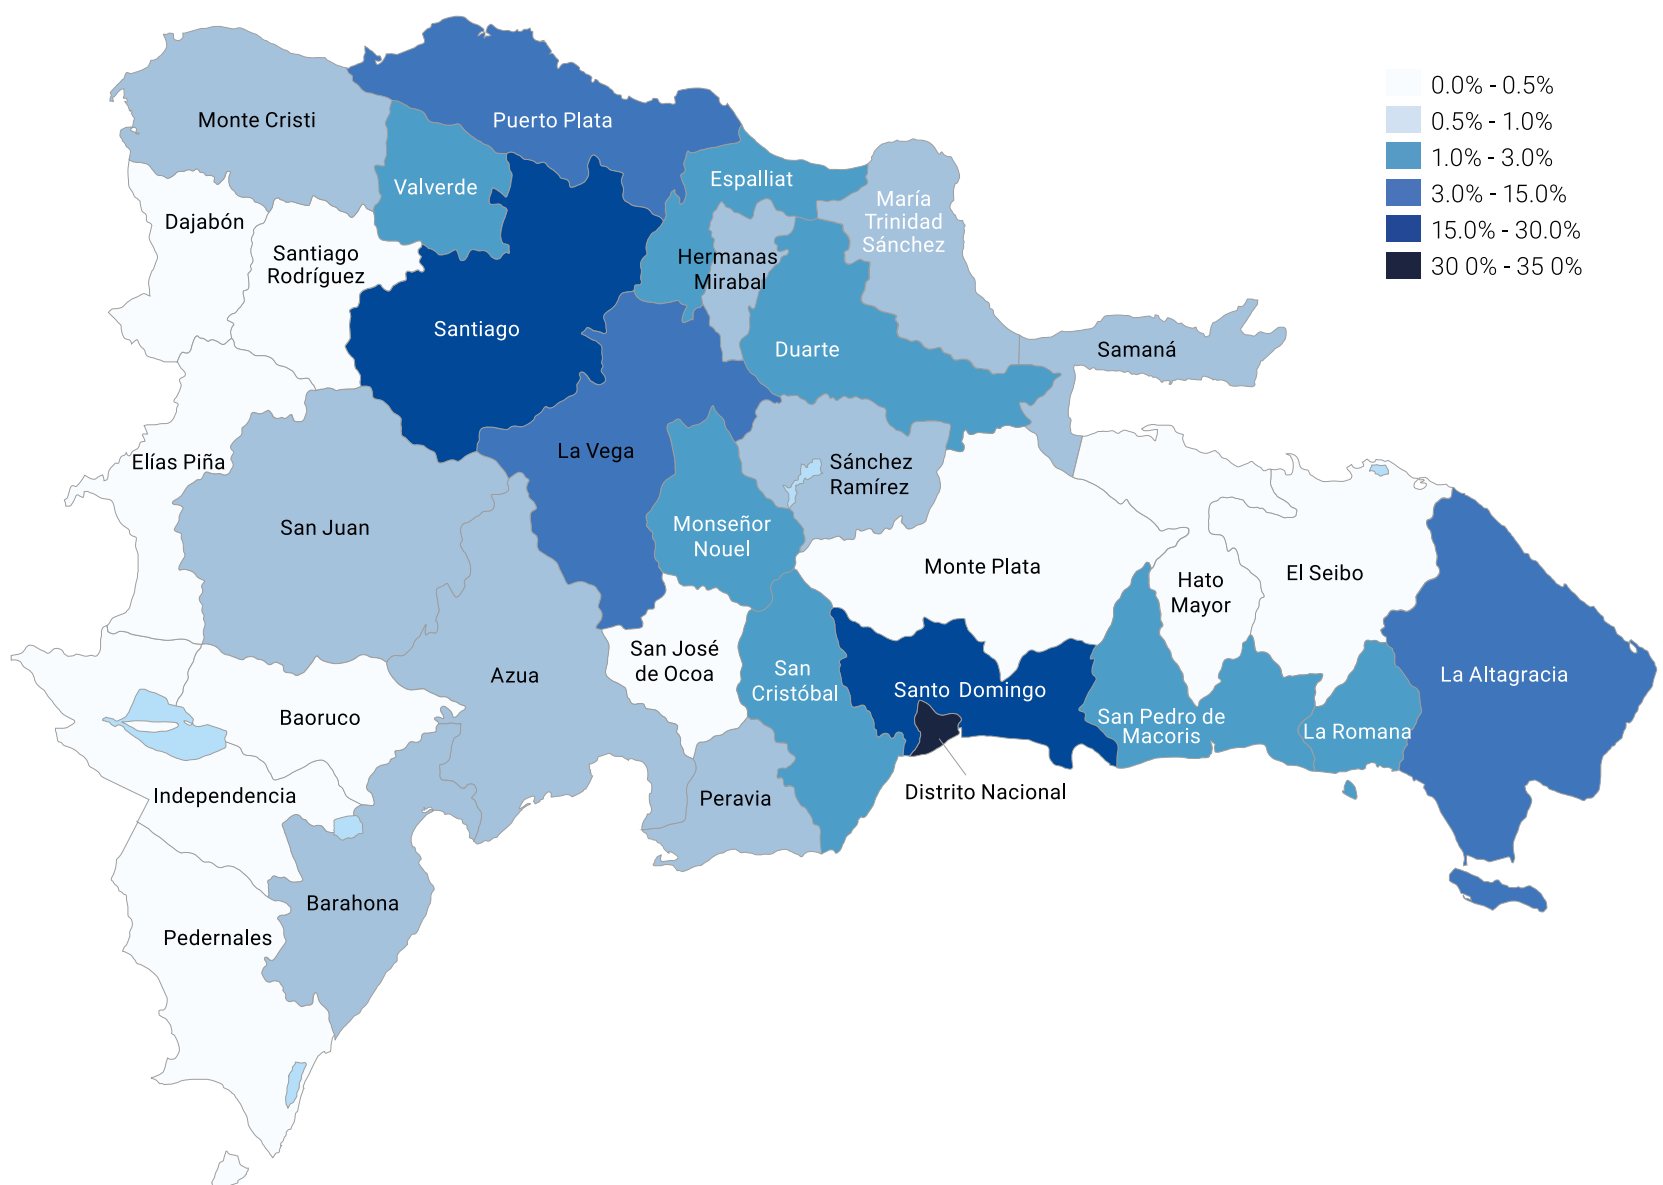 0.0% - 0.5%
0.5% - 1.0%
1.0% - 3.0%
3.0% - 15.0%
15.0% - 30.0%
30 0% - 35 0%
Monte Cristi
Puerto Plata
Valverde
Espalliat
Dajabón
María
Trinidad
Sánchez
Santiago
Rodríguez
Hermanas
Mirabal
Santiago
Duarte
Samaná
Elías Piña
La Vega
Sánchez
Ramírez
San Juan
Monseñor
Nouel
Monte Plata
Hato
Mayor
El Seibo
San José
de Ocoa
Azua
San
Cristóbal
Santo Domingo
La Altagracia
Baoruco
San Pedro de
Macoris
La Romana
Independencia
Peravia
Distrito Nacional
Barahona
Pedernales